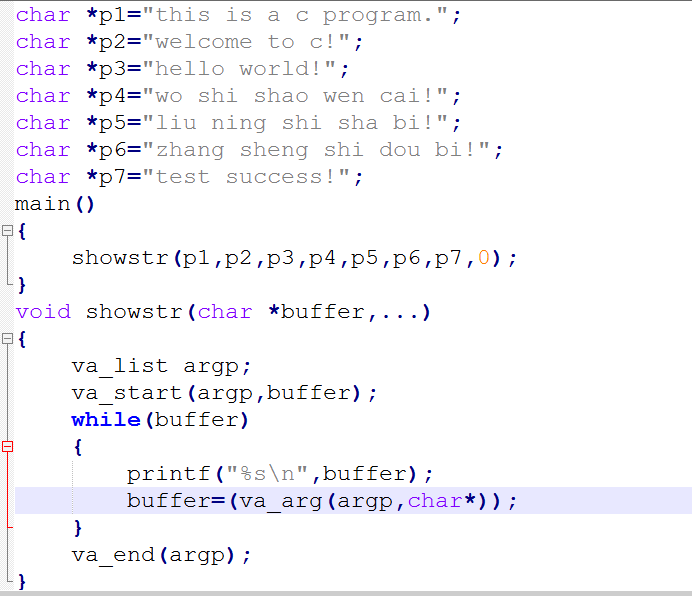 char *p1="this is a c program.";
char *p2="welcome to c!";
char *p3="hello world!";
char *p4="wo shi shao wen cai!";
char *p5="liu ning shi sha bi!";
char *p6="zhang sheng shi dou bi!";
char *p7="test success!";
main()
{
    showstr(p1,p2,p3,p4,p5,p6,p7,0);
}
void showstr(char *buffer,...)
{
    va_list argp;
    va_start(argp,buffer);
    while(buffer)
    {
        printf("%s\n",buffer);
        buffer=(va_arg(argp,char*));
    }
    va_end(argp);
}